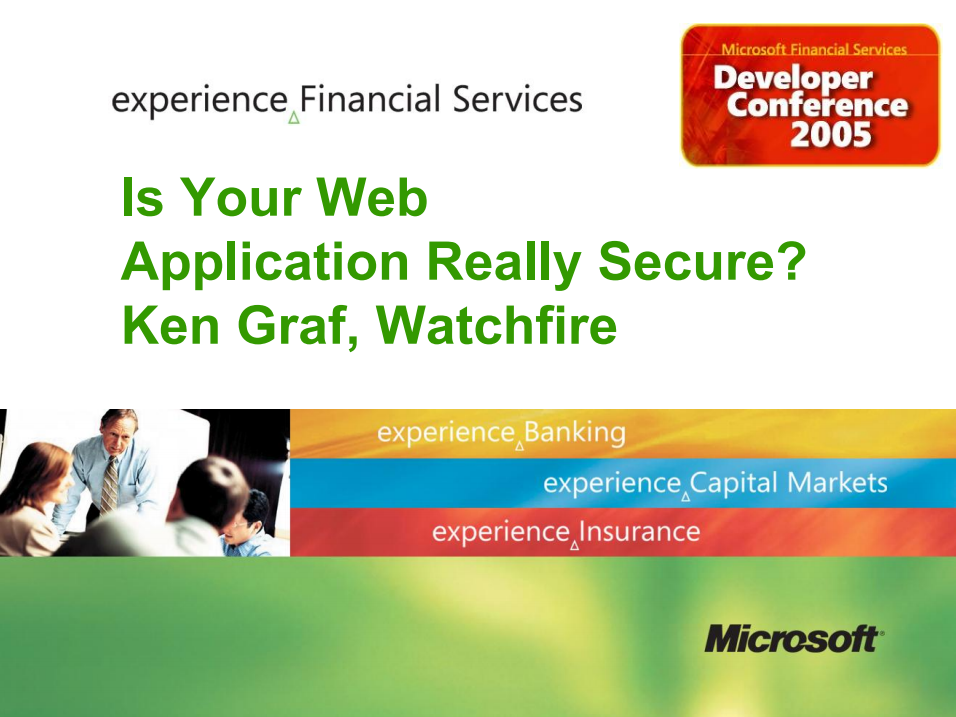 Microsoft Financial Services
Developer
Conference
2005
experience Financial Services
Is Your Web
Application Really Secure?
Ken Graf, Watchfire
experience Banking
experience Capital Markets
experience Insurance
Microsoft®